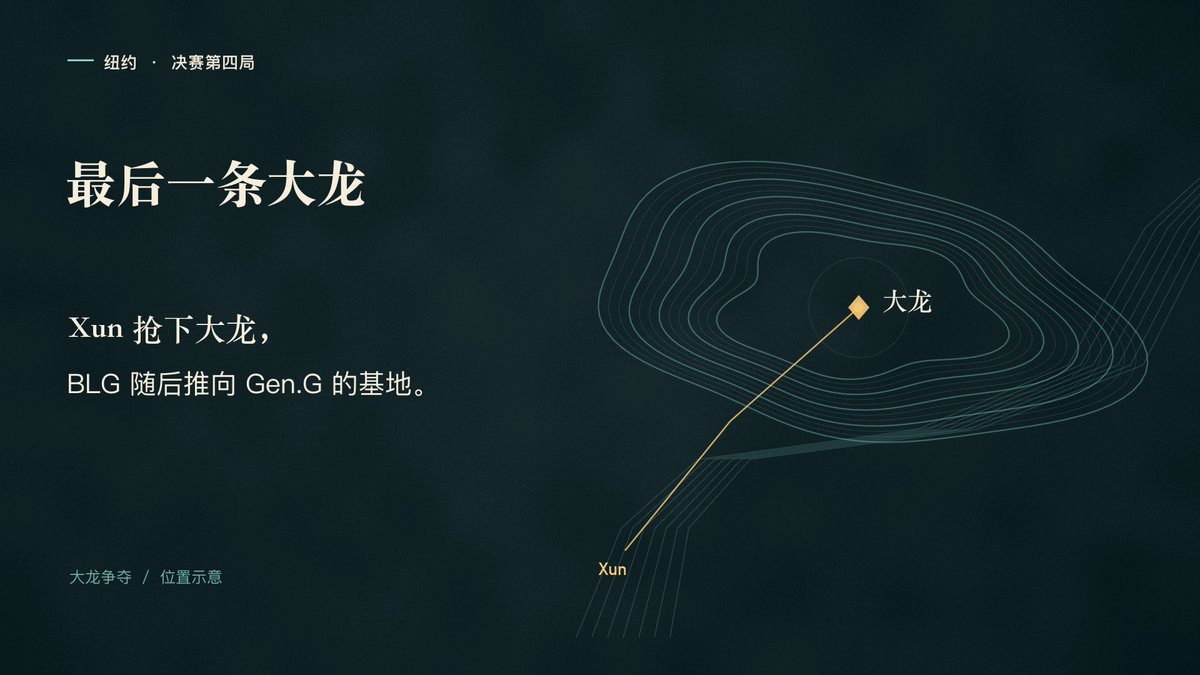 纽约 · 决赛第四局
最后一条大龙
Xun 抢下大龙，
BLG 随后推向 Gen.G 的基地。
大龙
Xun
大龙争夺 / 位置示意